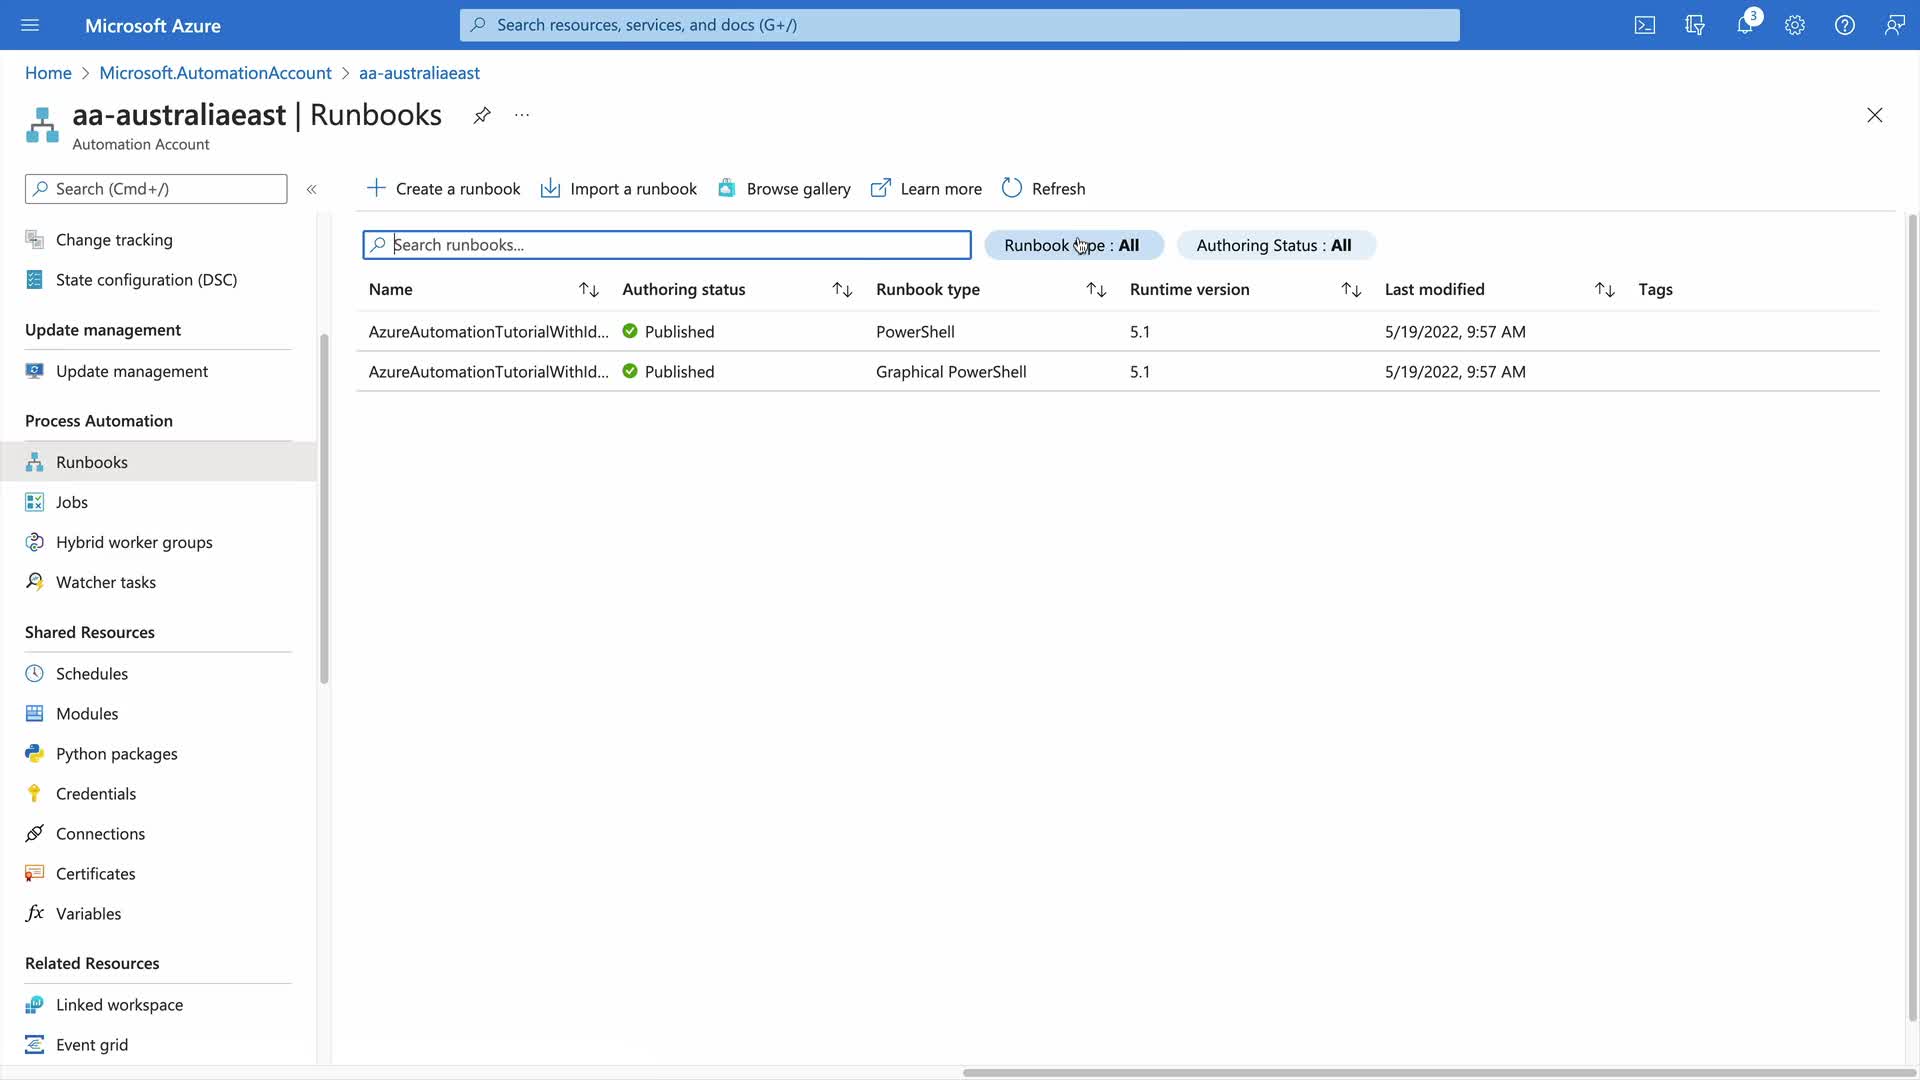 Microsoft Azure
Search resources, services, and docs (G+/)
3
Home > Microsoft.AutomationAccount > aa-australiaeast
aa-australiaeast | Runbooks ...
Automation Account
Search (Cmd+/) «
Create a runbook Import a runbook Browse gallery Learn more Refresh
Change tracking
State configuration (DSC)
Update management
Update management
Process Automation
Runbooks
Jobs
Hybrid worker groups
Watcher tasks
Shared Resources
Schedules
Modules
Python packages
Credentials
Connections
Certificates
fx Variables
Related Resources
Linked workspace
Event grid
Search runbooks... Runbook : All Authoring Status : All
Name Authoring status Runbook type Runtime version Last modified Tags
AzureAutomationTutorialWithId... Published PowerShell 5.1 5/19/2022, 9:57 AM
AzureAutomationTutorialWithId... Published Graphical PowerShell 5.1 5/19/2022, 9:57 AM